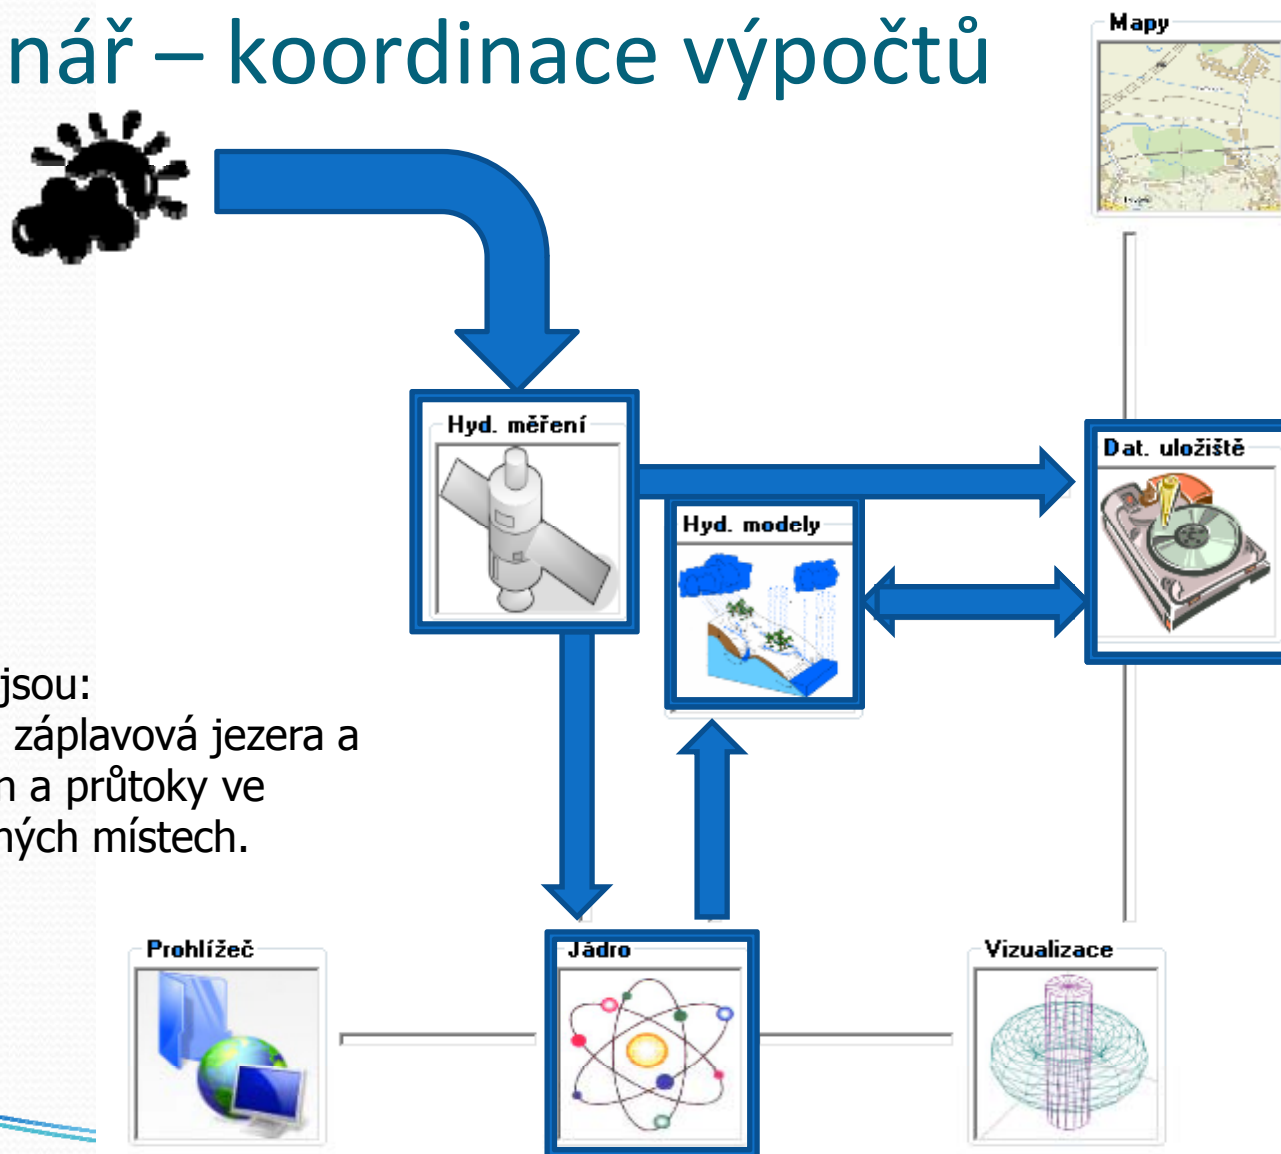 nář – koordinace výpočtů
Mapy
Hyd. měření
Dat. uložiště
Hyd. modely
jsou:
záplavová jezera a
n a průtoky ve
ných místech.
Prohlížeč
Jádro
Vizualizace